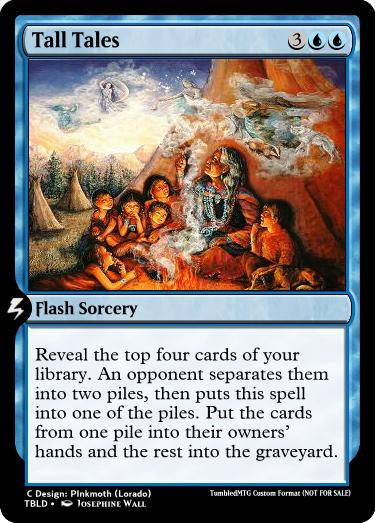 Tall Tales 3
Flash Sorcery
Reveal the top four cards of your
library. An opponent separates them
into two piles, then puts this spell
into one of the piles. Put the cards
from one pile into their owners'
hands and the rest into the graveyard.
C Design: PInkmoth (Lorado)
TBLD • Josephine Wall
TumbledMTG Custom Format (NOT FOR SALE)